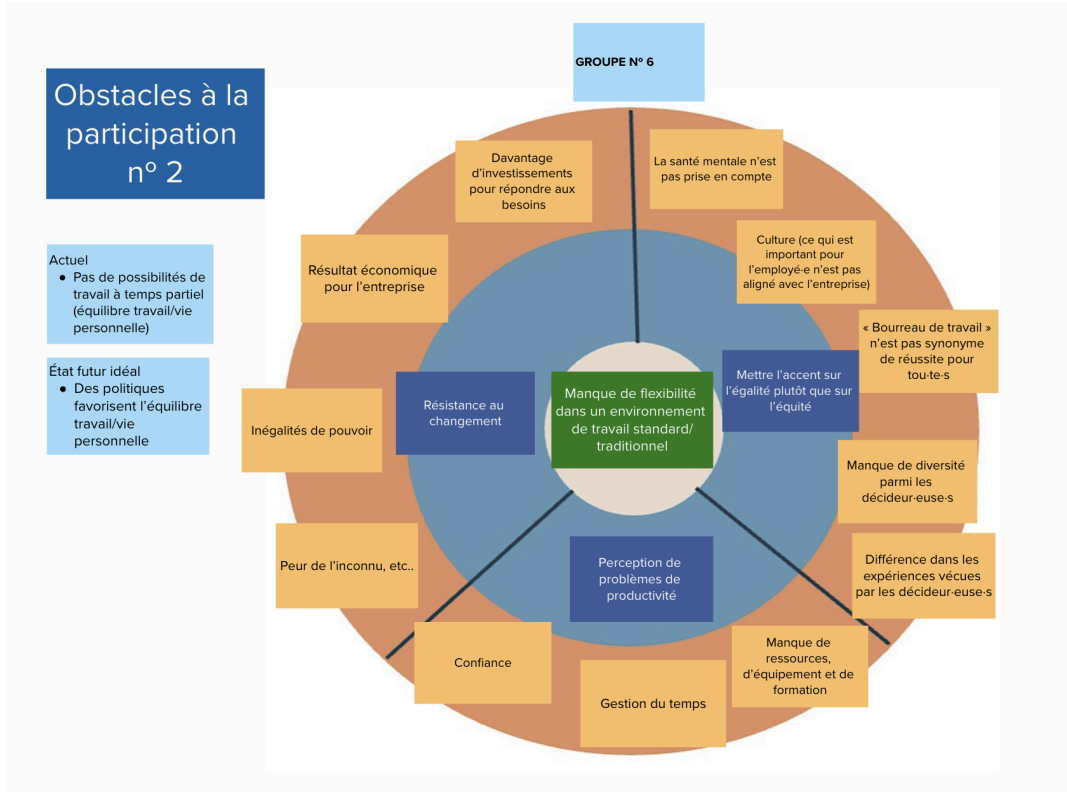 GROUPE Nº 6
Obstacles à la
participation
nº 2
Actuel
● Pas de possibilités de
travail à temps partiel
(équilibre travail/vie
personnelle)
État futur idéal
● Des politiques
favorisent l’équilibre
travail/vie
personnelle
Davantage
d’investissements
pour répondre aux
besoins
La santé mentale n’est
pas prise en compte
Culture (ce qui est
important pour
l’employé·e n’est pas
aligné avec l’entreprise)
Résultat économique
pour l’entreprise
« Bourreau de travail »
n’est pas synonyme
de réussite pour
tou·te·s
Résistance au
changement
Manque de flexibilité
dans un environnement
de travail standard/
traditionnel
Mettre l’accent sur
l’égalité plutôt que sur
l’équité
Inégalités de pouvoir
Manque de diversité
parmi les
décideur·euse·s
Peur de l’inconnu, etc..
Perception de
problèmes de
productivité
Différence dans les
expériences vécues
par les décideur·euse·s
Confiance
Gestion du temps
Manque de
ressources,
d’équipement et de
formation